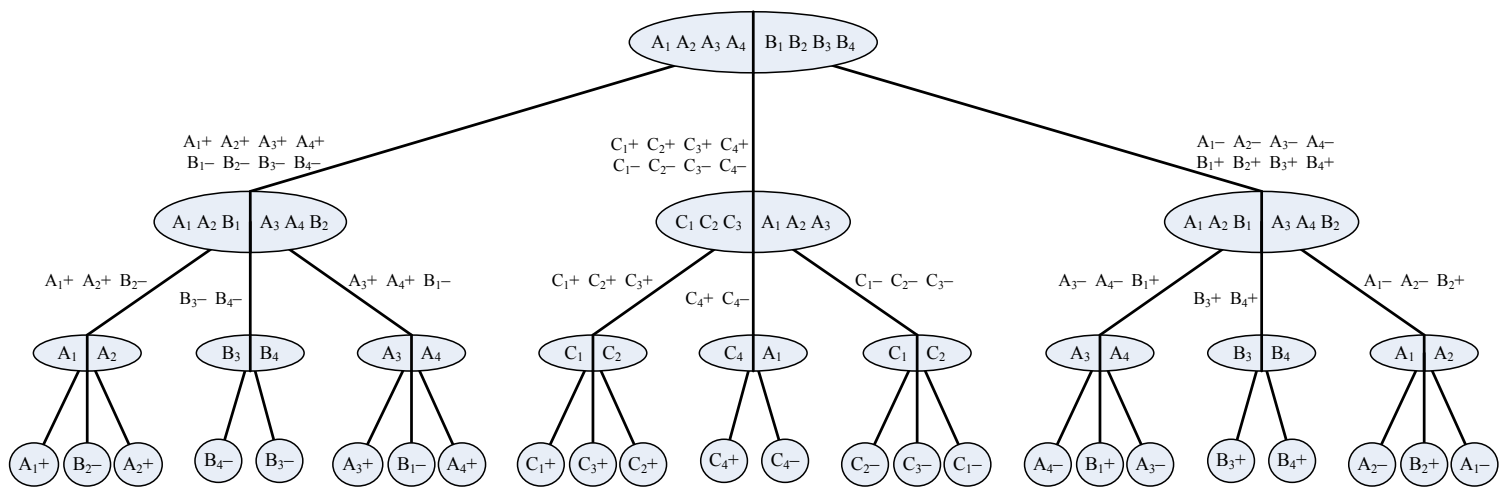 A₁ A₂ A₃ A₄ B₁ B₂ B₃ B₄
A₁+ A₂+ A₃+ A₄+
B₁− B₂− B₃− B₄−
C₁+ C₂+ C₃+ C₄+
C₁− C₂− C₃− C₄−
A₁− A₂− A₃− A₄−
B₁+ B₂+ B₃+ B₄+
A₁ A₂ B₁ A₃ A₄ B₂
C₁ C₂ C₃ A₁ A₂ A₃
A₁ A₂ B₁ A₃ A₄ B₂
A₁+ A₂+ B₂−
B₃− B₄−
A₃+ A₄+ B₁−
C₁+ C₂+ C₃+
C₄+ C₄−
C₁− C₂− C₃−
A₃− A₄− B₁+
B₃+ B₄+
A₁− A₂− B₂+
A₁ A₂
B₃ B₄
A₃ A₄
C₁ C₂
C₄ A₁
C₁ C₂
A₃ A₄
B₃ B₄
A₁ A₂
A₁+ B₂− A₂+
B₄− B₃−
A₃+ B₁− A₄+
C₁+ C₃+ C₂+
C₄+ C₄−
C₂− C₃− C₁−
A₄− B₁+ A₃−
B₃+ B₄+
A₂− B₂+ A₁−